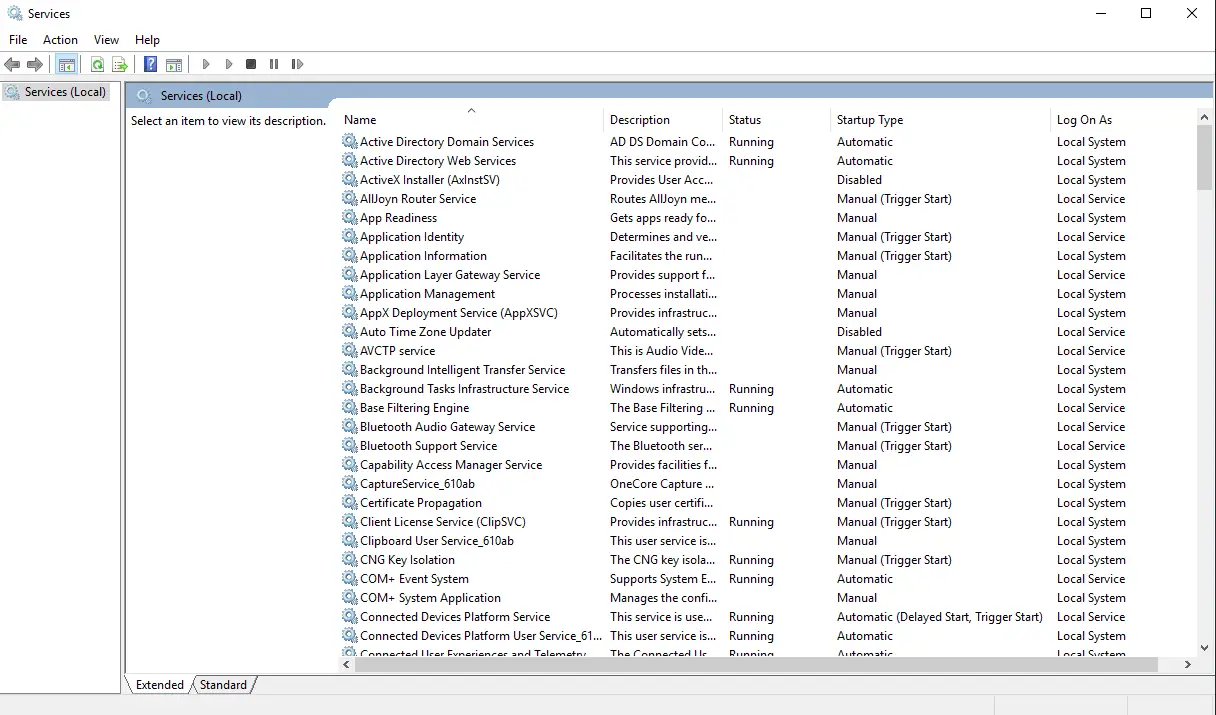 Services
File Action View Help
Services (Local)
Services (Local)
Select an item to view its description.
Name Description Status Startup Type Log On As
Active Directory Domain Services AD DS Domain Co... Running Automatic Local System
Active Directory Web Services This service provid... Running Automatic Local System
ActiveX Installer (AxInstSV) Provides User Acc... Disabled Local System
AllJoyn Router Service Routes AllJoyn me... Manual (Trigger Start) Local Service
App Readiness Gets apps ready fo... Manual Local System
Application Identity Determines and ve... Manual (Trigger Start) Local Service
Application Information Facilitates the run... Manual (Trigger Start) Local System
Application Layer Gateway Service Provides support f... Manual Local Service
Application Management Processes installati... Manual Local System
AppX Deployment Service (AppXSVC) Provides infrastruc... Manual Local System
Auto Time Zone Updater Automatically sets... Disabled Local Service
AVCTP service This is Audio Vide... Manual (Trigger Start) Local Service
Background Intelligent Transfer Service Transfers files in th... Manual Local System
Background Tasks Infrastructure Service Windows infrastru... Running Automatic Local System
Base Filtering Engine The Base Filtering ... Running Automatic Local Service
Bluetooth Audio Gateway Service Service supporting... Manual (Trigger Start) Local Service
Bluetooth Support Service The Bluetooth ser... Manual (Trigger Start) Local Service
Capability Access Manager Service Provides facilities f... Manual Local System
CaptureService_610ab OneCore Capture ... Manual Local System
Certificate Propagation Copies user certifi... Manual (Trigger Start) Local System
Client License Service (ClipSVC) Provides infrastruc... Running Manual (Trigger Start) Local System
Clipboard User Service_610ab This user service is... Manual Local System
CNG Key Isolation The CNG key isola... Running Manual (Trigger Start) Local System
COM+ Event System Supports System E... Running Automatic Local Service
COM+ System Application Manages the confi... Manual Local System
Connected Devices Platform Service This service is use... Running Automatic (Delayed Start, Trigger Start) Local Service
Connected Devices Platform User Service_61... This user service is... Running Automatic Local System
Connected User Experiences and Telemetry The Connected Us... Running Automatic Local System
Extended Standard